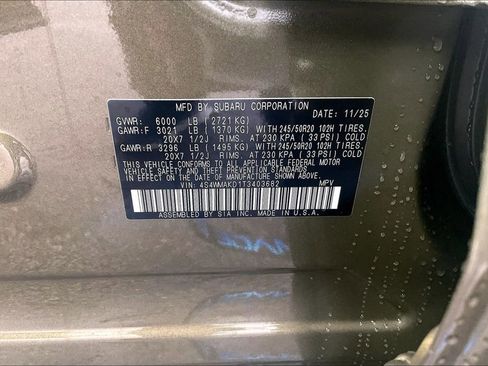 MFD BY SUBARU CORPORATION DATE: 11/25
GVWR: 6000 LB ( 2721 KG)
GAWR:F 3021 LB ( 1370 KG) WITH 245/50R20 102H TIRES.
20X7 1/2J RIMS. AT 230 KPA ( 33 PSI) COLD
GAWR:R 3296 LB ( 1495 KG) WITH 245/50R20 102H TIRES.
20X7 1/2J RIMS. AT 230 KPA ( 33 PSI) COLD
THIS VEHICLE CONFORMS TO ALL APPLICABLE FEDERAL MOTOR
VEHICLE SAFETY AND THEFT PREVENTION STANDARDS IN EFFECT
ON THE DATE OF MANUFACTURE SHOWN ABOVE.
VIN: 4S4WMAKD1T3403682 MPV
ASSEMBLED BY SIA INC. MADE IN U.S.A.